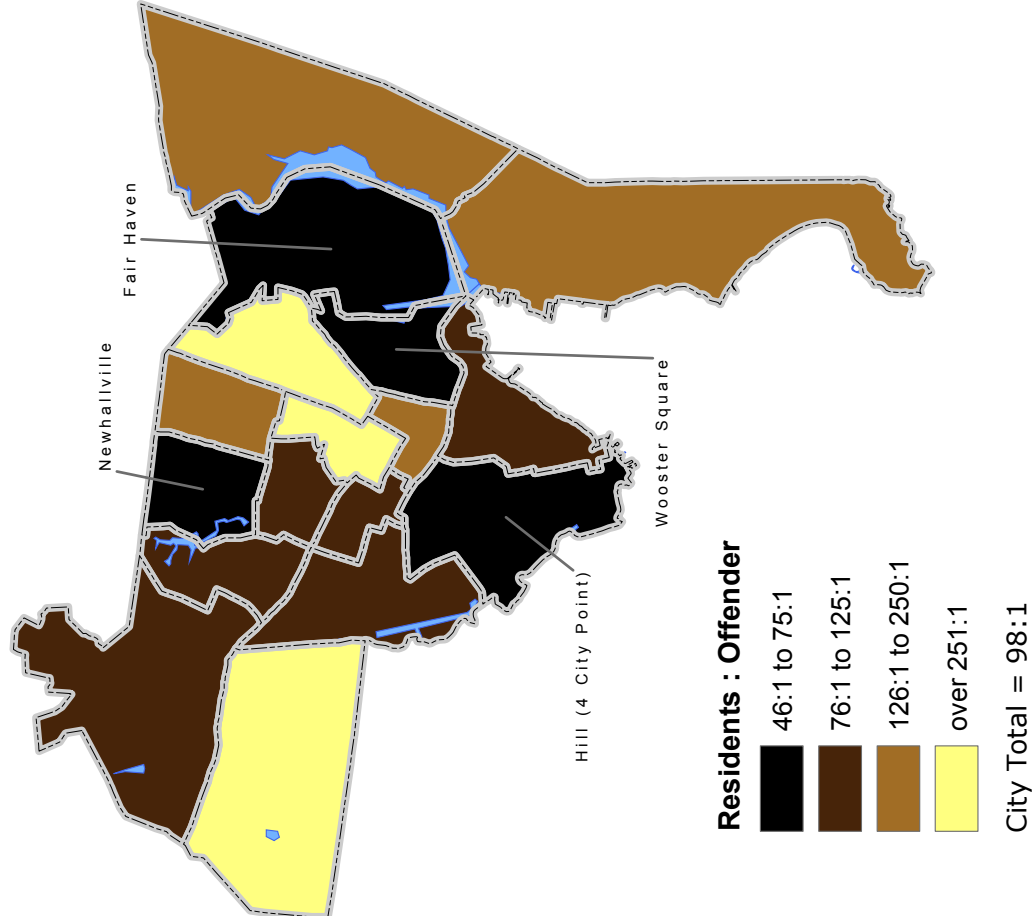 Fair Haven
Newhallville
Wooster Square
Hill (4 City Point)
Residents : Offender
46:1 to 75:1
76:1 to 125:1
126:1 to 250:1
over 251:1
City Total = 98:1